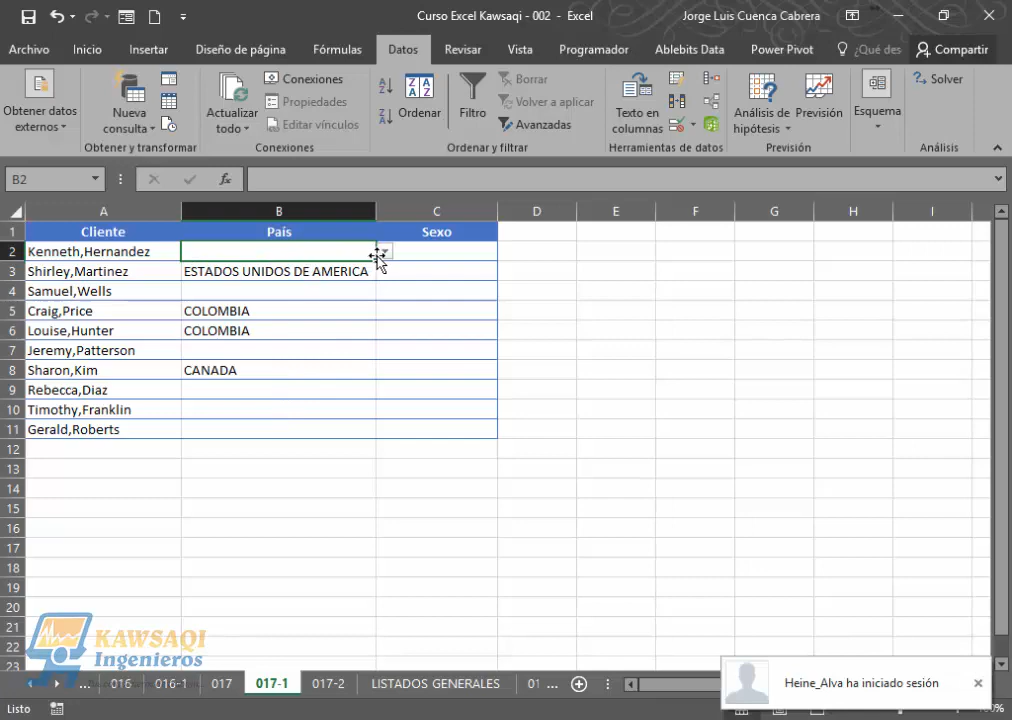 Curso Excel Kawsaqi - 002 - Excel
Jorge Luis Cuenca Cabrera
Archivo Inicio Insertar Diseño de página Fórmulas Datos Revisar Vista Programador Ablebits Data Power Pivot ¿Qué des Compartir
Obtener datos externos
Nueva consulta
Obtener y transformar
Actualizar todo
Conexiones
Propiedades
Editar vínculos
Conexiones
Ordenar
Filtro
Borrar
Volver a aplicar
Avanzadas
Ordenar y filtrar
Texto en columnas
Herramientas de datos
Análisis de hipótesis
Previsión
Previsión
Esquema
Solver
Análisis
B2 fx
A B C D E F G H I
1 Cliente País Sexo
2 Kenneth,Hernandez
3 Shirley,Martinez ESTADOS UNIDOS DE AMERICA
4 Samuel,Wells
5 Craig,Price COLOMBIA
6 Louise,Hunter COLOMBIA
7 Jeremy,Patterson
8 Sharon,Kim CANADA
9 Rebecca,Diaz
10 Timothy,Franklin
11 Gerald,Roberts
12
13
14
15
16
17
18
19
20
21
22
23
KAWSAQI
Ingenieros
... 016 016-1 017 017-1 017-2 LISTADOS GENERALES 01 ...
Heine_Alva ha iniciado sesión
Listo